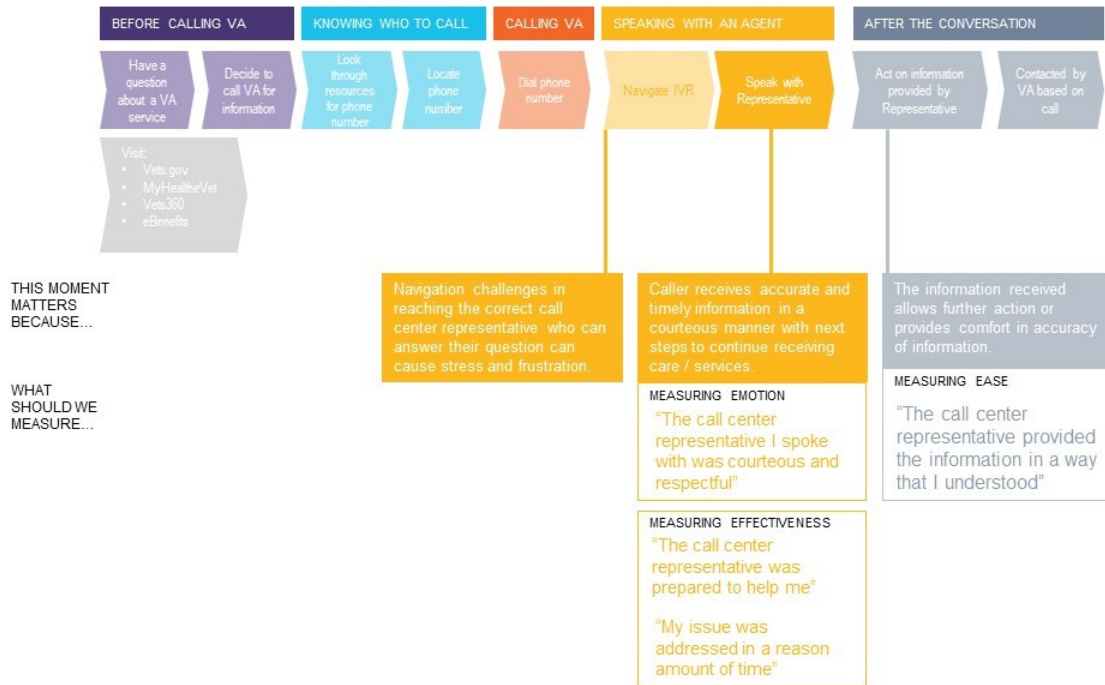 BEFORE CALLING VA
KNOWING WHO TO CALL
CALLING VA
SPEAKING WITH AN AGENT
AFTER THE CONVERSATION
Have a
question
about a VA
service
Decide to
call VA for
information
Look
through
resources
for phone
number
Locate
phone
number
Dial phone
number
Navigate IVR
Speak with
Representative
Act on information
provided by
Representative
Contacted by
VA based on
call
Visit:
• Vets.gov
• MyHealtheVet
• Vets360
• eBenefits
THIS MOMENT
MATTERS
BECAUSE…
Navigation challenges in
reaching the correct call
center representative who can
answer their question can
cause stress and frustration.
Caller receives accurate and
timely information in a
courteous manner with next
steps to continue receiving
care / services.
The information received
allows further action or
provides comfort in accuracy
of information.
WHAT
SHOULD WE
MEASURE…
MEASURING EMOTION
“The call center
representative I spoke
with was courteous and
respectful”
MEASURING EASE
“The call center
representative provided
the information in a way
that I understood”
MEASURING EFFECTIVENESS
“The call center
representative was
prepared to help me”
“My issue was
addressed in a reason
amount of time”